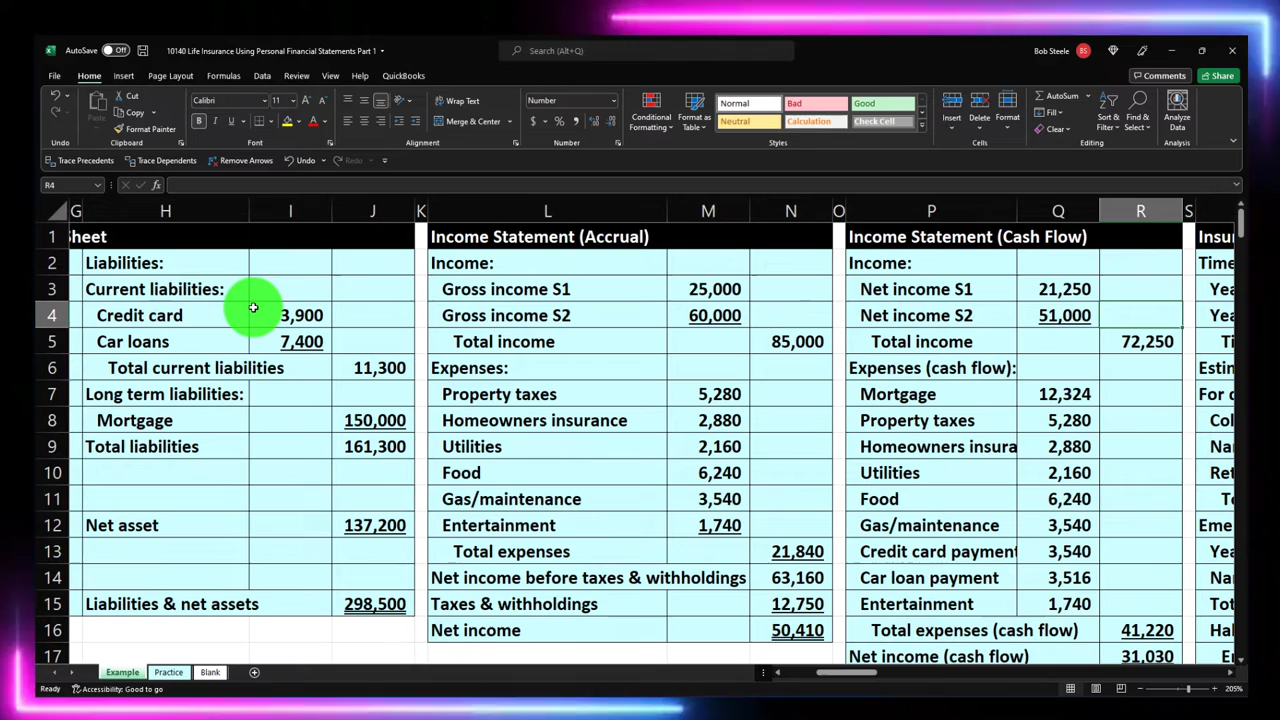 AutoSave Off 10140 Life Insurance Using Personal Financial Statements Part 1 Search (Alt+Q) Bob Steele BS
File Home Insert Page Layout Formulas Data Review View Help QuickBooks Comments Share
Cut Calibri 11 Wrap Text Number Normal Bad Good AutoSum
Paste Copy Conditional Formatting Format as Table Insert Delete Format Fill Sort & Filter Find & Select Analyze Data
Format Painter Merge & Center Neutral Calculation Check Cell Clear
Undo Clipboard Font Alignment Number Styles Cells Editing Analysis
Trace Precedents Trace Dependents Remove Arrows Undo Redo
R4 fx
G H I J K L M N O P Q R S
1 Sheet Income Statement (Accrual) Income Statement (Cash Flow) Insur
2 Liabilities: Income: Income: Time
3 Current liabilities: Gross income S1 25,000 Net income S1 21,250 Yea
4 Credit card 3,900 Gross income S2 60,000 Net income S2 51,000 Yea
5 Car loans 7,400 Total income 85,000 Total income 72,250 Ti
6 Total current liabilities 11,300 Expenses: Expenses (cash flow): Estim
7 Long term liabilities: Property taxes 5,280 Mortgage 12,324 For c
8 Mortgage 150,000 Homeowners insurance 2,880 Property taxes 5,280 Col
9 Total liabilities 161,300 Utilities 2,160 Homeowners insura 2,880 Nar
10 Food 6,240 Utilities 2,160 Ret
11 Gas/maintenance 3,540 Food 6,240 To
12 Net asset 137,200 Entertainment 1,740 Gas/maintenance 3,540 Eme
13 Total expenses 21,840 Credit card payment 3,540 Yea
14 Net income before taxes & withholdings 63,160 Car loan payment 3,516 Nar
15 Liabilities & net assets 298,500 Taxes & withholdings 12,750 Entertainment 1,740 Tot
16 Net income 50,410 Total expenses (cash flow) 41,220 Hal
17 Net income (cash flow) 31,030 Emer
Example Practice Blank
Ready Accessibility: Good to go 205%